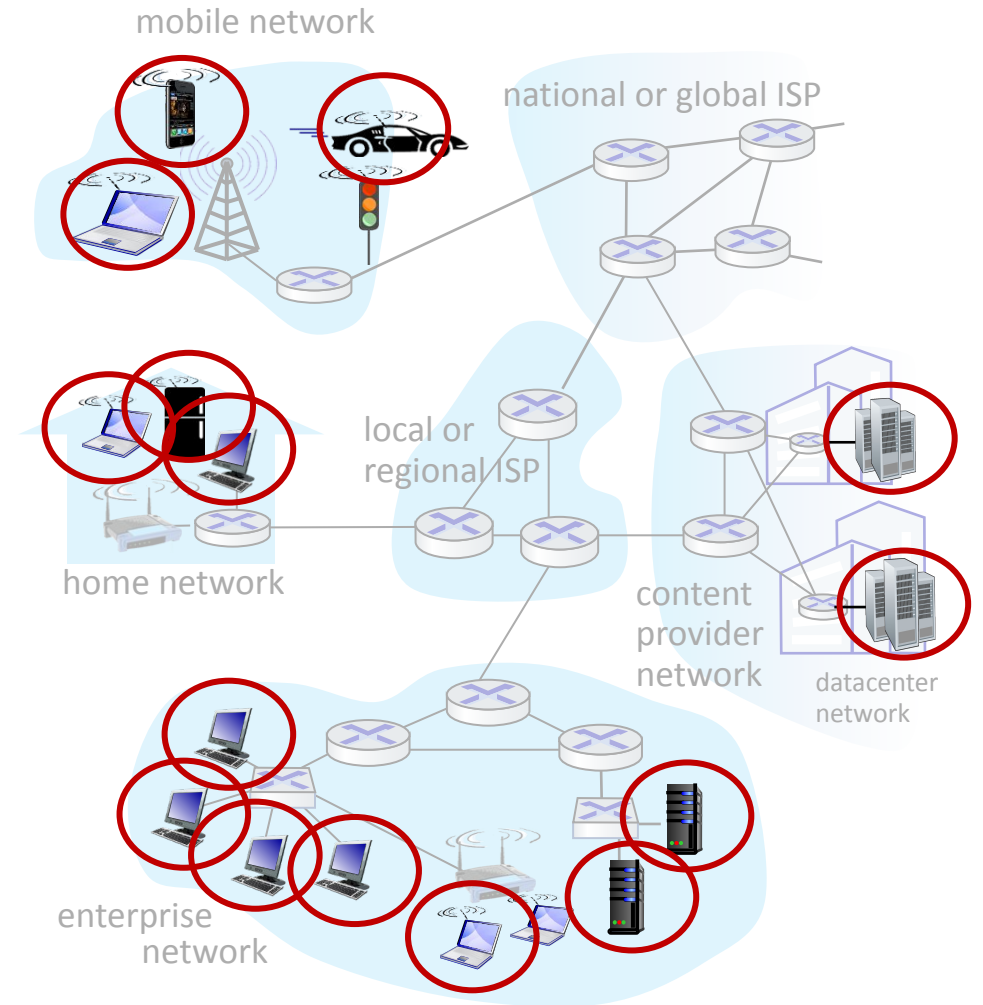 mobile network
national or global ISP
local or
regional ISP
home network
content
provider
network
datacenter
network
enterprise
network